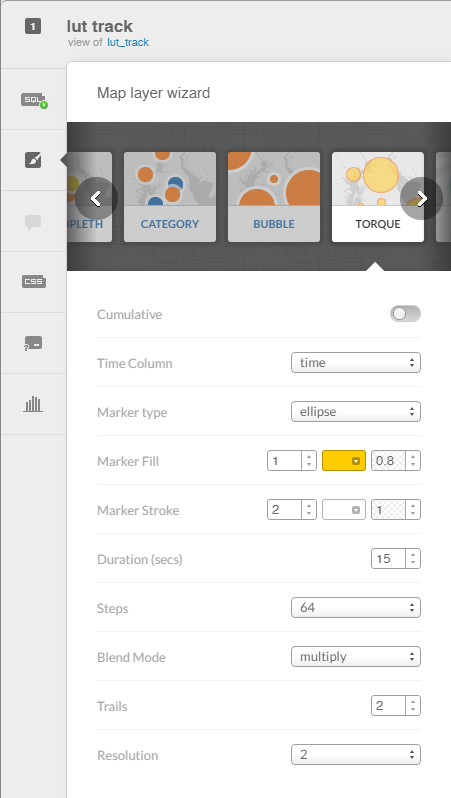 1
lut track
view of lut_track
SQL
Map layer wizard
OPLETH
CATEGORY
BUBBLE
TORQUE
CSS
?
Cumulative
Time Column time
Marker type ellipse
Marker Fill 1 0.8
Marker Stroke 2 1
Duration (secs) 15
Steps 64
Blend Mode multiply
Trails 2
Resolution 2